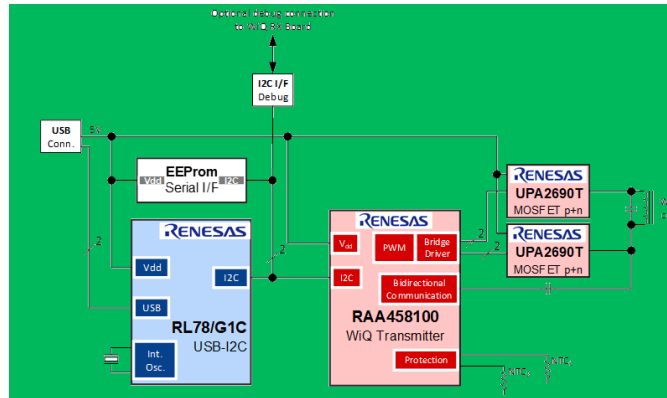 Optional debug connection
to WiQ RX Board
I2C I/F
Debug
USB
Conn.
5V
EEProm
Vdd
I2C
Serial I/F
RENESAS
Vdd
I2C
USB
RL78/G1C
USB-I2C
Int.
Osc.
2
2
RENESAS
Vdd
PWM
Bridge
Driver
I2C
Bidirectional
Communication
RAA458100
WiQ Transmitter
Protection
2
2
RENESAS
UPA2690T
MOSFET p+n
RENESAS
UPA2690T
MOSFET p+n
NTC
NTC